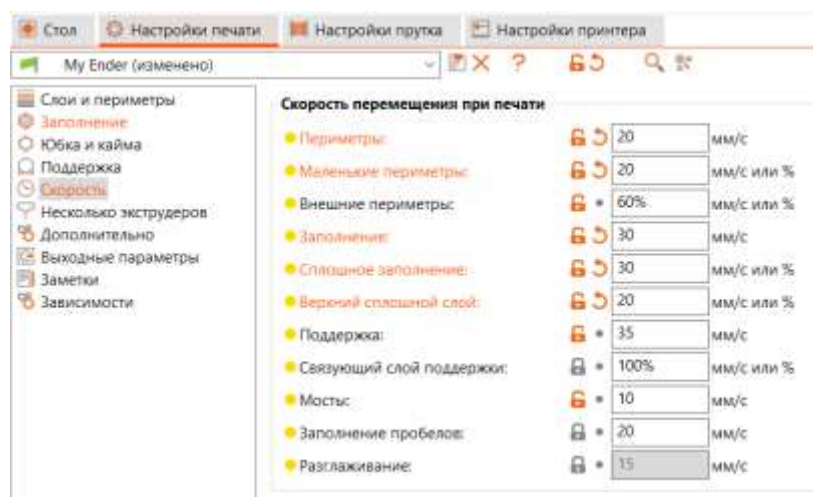 Стол Настройки печати Настройки прутка Настройки принтера
My Ender (изменено) ?
Слои и периметры
Заполнение
Юбка и кайма
Поддержка
Скорость
Несколько экструдеров
Дополнительно
Выходные параметры
Заметки
Зависимости
Скорость перемещения при печати
Периметры: 20 мм/с
Маленькие периметры: 20 мм/с или %
Внешние периметры: 60% мм/с или %
Заполнение: 30 мм/с
Сплошное заполнение: 30 мм/с или %
Верхний сплошной слой: 20 мм/с или %
Поддержка: 35 мм/с
Связующий слой поддержки: 100% мм/с или %
Мосты: 10 мм/с
Заполнение пробелов: 20 мм/с
Разглаживание: 15 мм/с